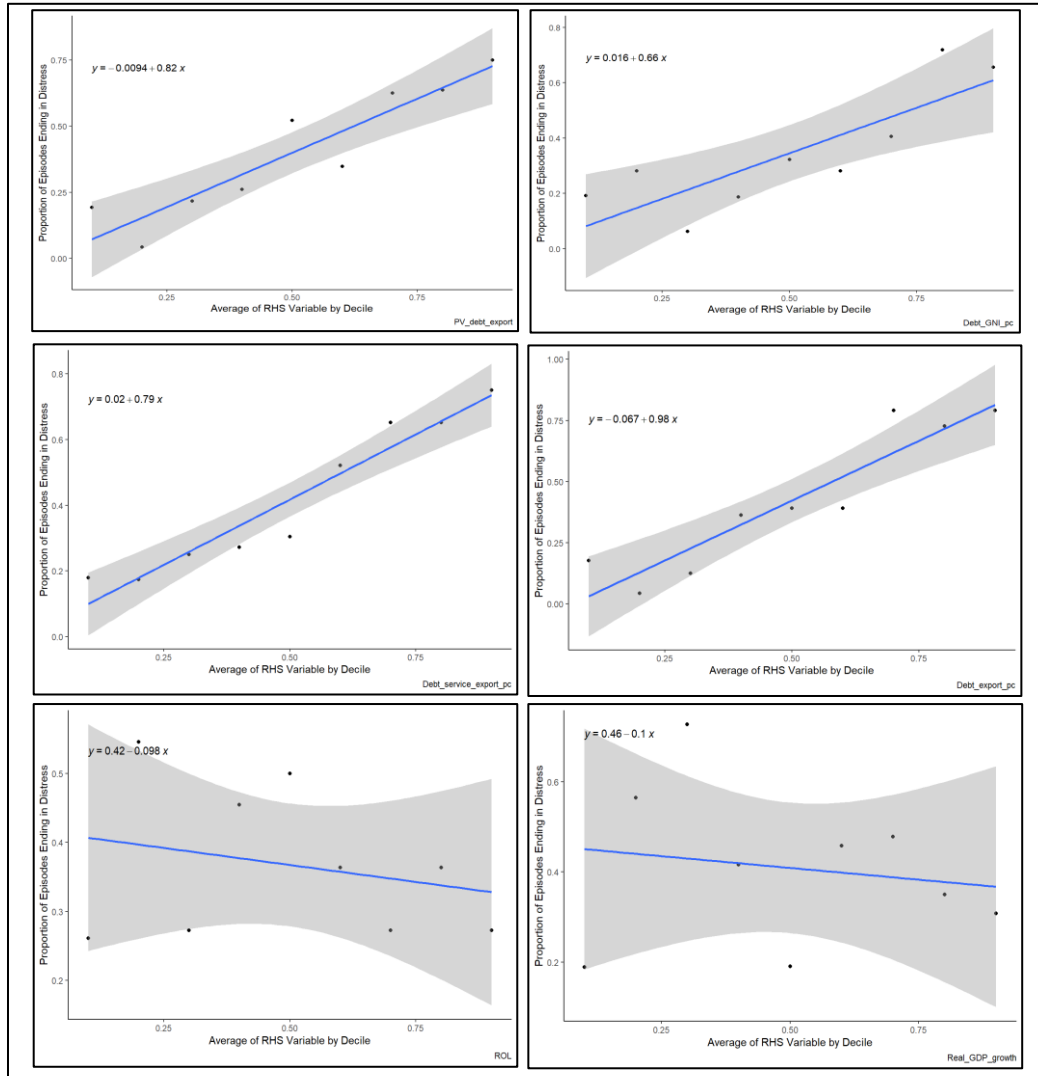 y = −0.0094 + 0.82 x
Proportion of Episodes Ending in Distress
0.75
0.50
0.25
0.00
0.25 0.50 0.75
Average of RHS Variable by Decile
PV_debt_export
y = 0.016 + 0.66 x
Proportion of Episodes Ending in Distress
0.8
0.6
0.4
0.2
0.0
0.25 0.50 0.75
Average of RHS Variable by Decile
Debt_GNI_pc
y = 0.02 + 0.79 x
Proportion of Episodes Ending in Distress
0.8
0.6
0.4
0.2
0.0
0.25 0.50 0.75
Average of RHS Variable by Decile
Debt_service_export_pc
y = −0.067 + 0.98 x
Proportion of Episodes Ending in Distress
1.00
0.75
0.50
0.25
0.00
0.25 0.50 0.75
Average of RHS Variable by Decile
Debt_export_pc
y = 0.42 − 0.098 x
Proportion of Episodes Ending in Distress
0.5
0.4
0.3
0.2
0.25 0.50 0.75
Average of RHS Variable by Decile
ROL
y = 0.46 − 0.1 x
Proportion of Episodes Ending in Distress
0.6
0.4
0.2
0.25 0.50 0.75
Average of RHS Variable by Decile
Real_GDP_growth